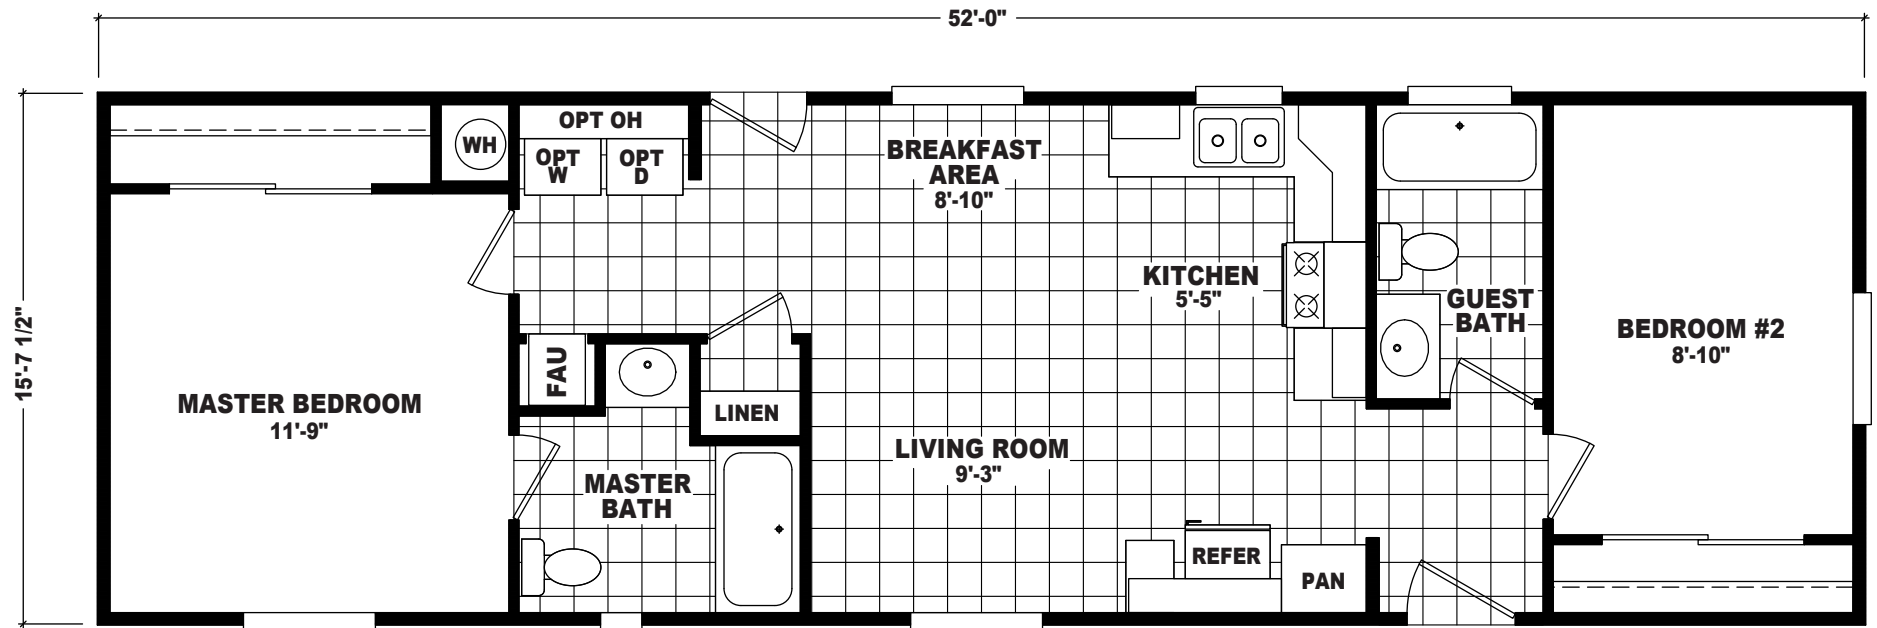 52'-0"
15'-7 1/2"
OPT OH
WH
OPT
W
OPT
D
BREAKFAST
AREA
8'-10"
KITCHEN
5'-5"
GUEST
BATH
BEDROOM #2
8'-10"
FAU
MASTER BEDROOM
11'-9"
LINEN
LIVING ROOM
9'-3"
MASTER
BATH
REFER
PAN